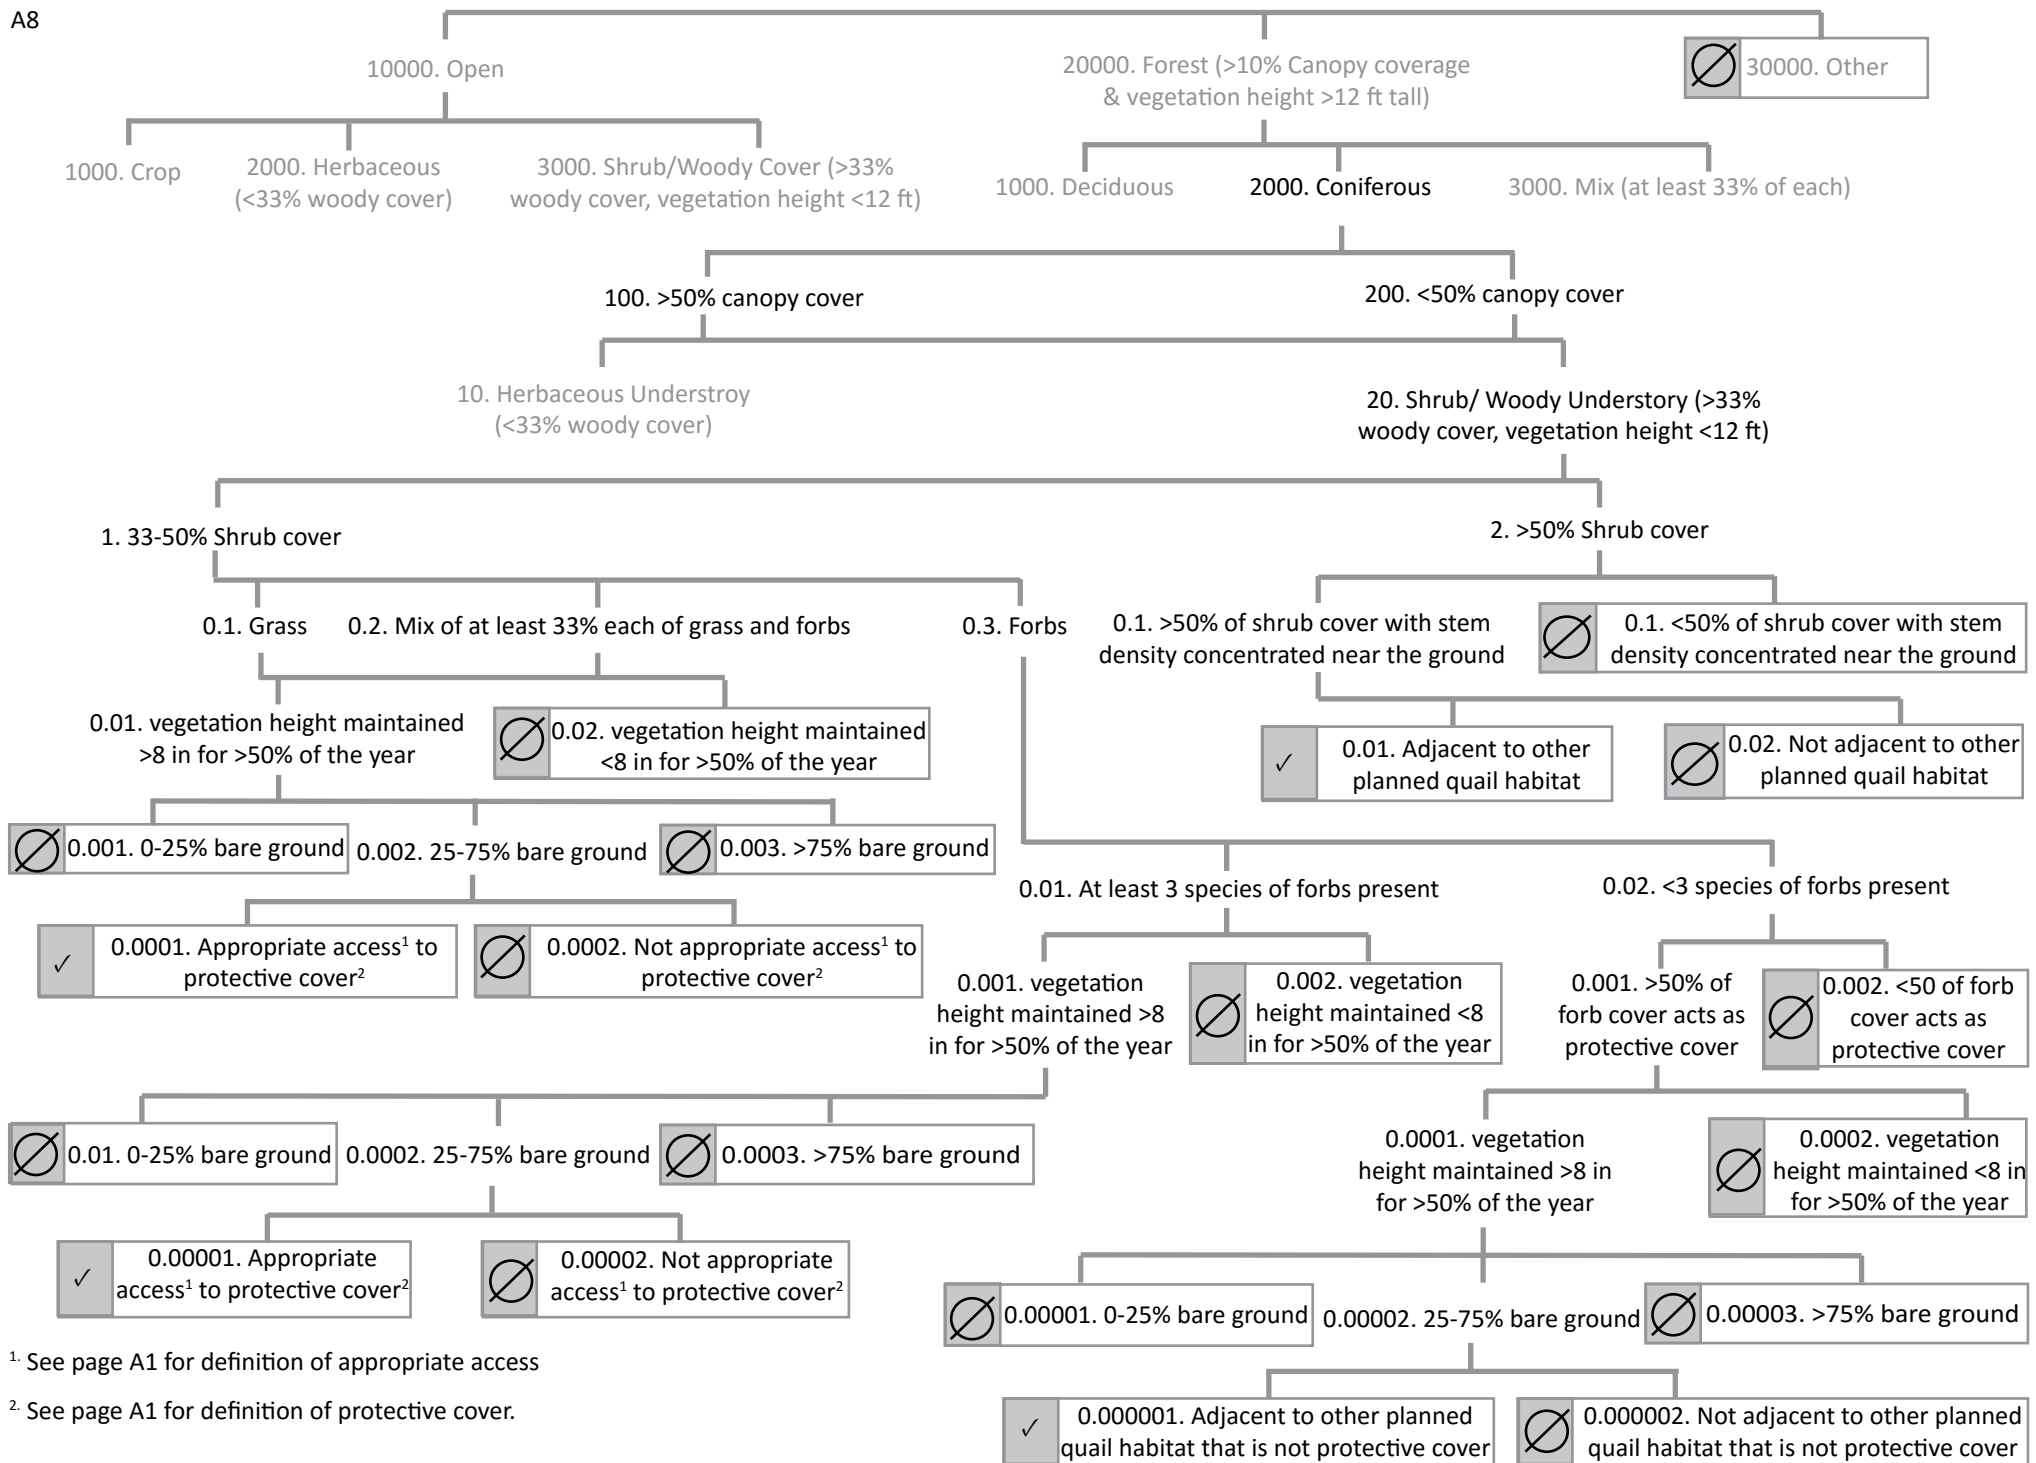 A8
10000. Open
20000. Forest (>10% Canopy coverage
& vegetation height >12 ft tall)
30000. Other
1000. Crop
2000. Herbaceous
(<33% woody cover)
3000. Shrub/Woody Cover (>33%
woody cover, vegetation height <12 ft)
1000. Deciduous
2000. Coniferous
3000. Mix (at least 33% of each)
100. >50% canopy cover
200. <50% canopy cover
10. Herbaceous Understroy
(<33% woody cover)
20. Shrub/ Woody Understory (>33%
woody cover, vegetation height <12 ft)
1. 33-50% Shrub cover
2. >50% Shrub cover
0.1. Grass
0.2. Mix of at least 33% each of grass and forbs
0.3. Forbs
0.1. >50% of shrub cover with stem
density concentrated near the ground
0.1. <50% of shrub cover with stem
density concentrated near the ground
0.01. vegetation height maintained
>8 in for >50% of the year
0.02. vegetation height maintained
<8 in for >50% of the year
✓
0.01. Adjacent to other
planned quail habitat
0.02. Not adjacent to other
planned quail habitat
0.001. 0-25% bare ground
0.002. 25-75% bare ground
0.003. >75% bare ground
0.01. At least 3 species of forbs present
0.02. <3 species of forbs present
✓
0.0001. Appropriate access¹ to
protective cover²
0.0002. Not appropriate access¹ to
protective cover²
0.001. vegetation
height maintained >8
in for >50% of the year
0.002. vegetation
height maintained <8
in for >50% of the year
0.001. >50% of
forb cover acts as
protective cover
0.002. <50 of forb
cover acts as
protective cover
0.01. 0-25% bare ground
0.0002. 25-75% bare ground
0.0003. >75% bare ground
0.0001. vegetation
height maintained >8 in
for >50% of the year
0.0002. vegetation
height maintained <8 in
for >50% of the year
✓
0.00001. Appropriate
access¹ to protective cover²
0.00002. Not appropriate
access¹ to protective cover²
0.00001. 0-25% bare ground
0.00002. 25-75% bare ground
0.00003. >75% bare ground
✓
0.000001. Adjacent to other planned
quail habitat that is not protective cover
0.000002. Not adjacent to other planned
quail habitat that is not protective cover
1. See page A1 for definition of appropriate access
2. See page A1 for definition of protective cover.